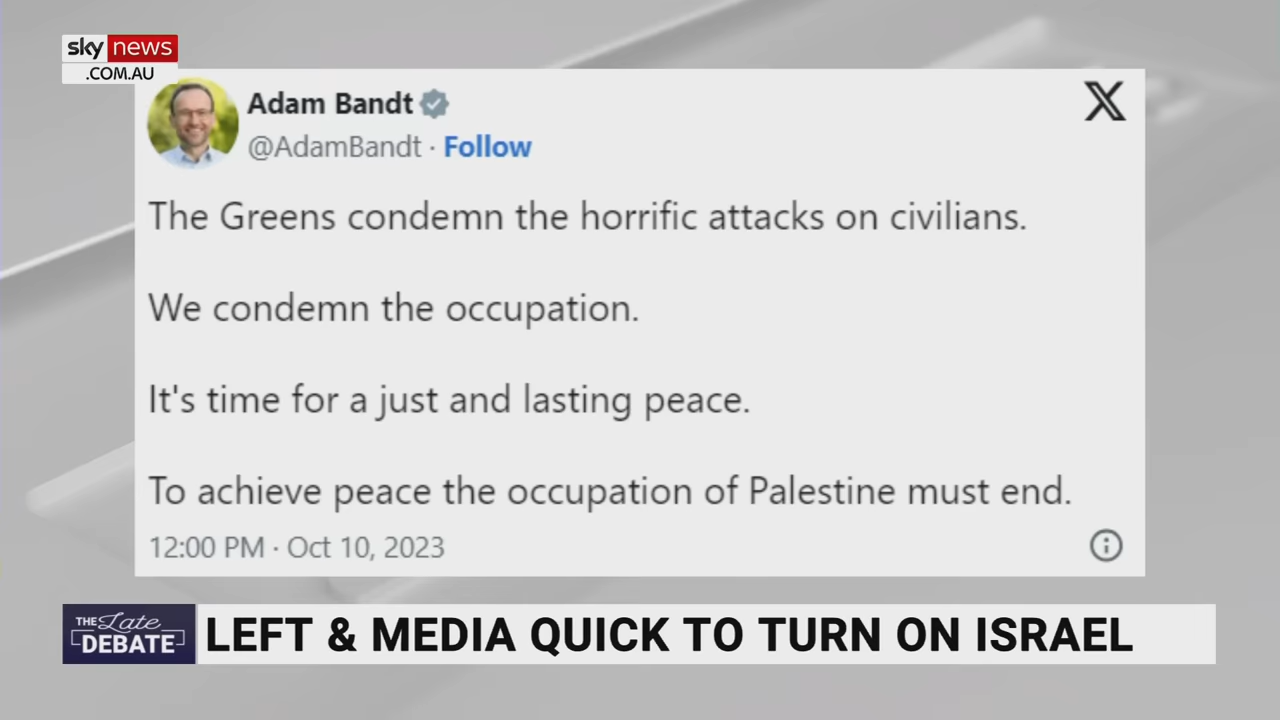 sky news
.COM.AU
Adam Bandt
X
@AdamBandt · Follow
The Greens condemn the horrific attacks on civilians.
We condemn the occupation.
It's time for a just and lasting peace.
To achieve peace the occupation of Palestine must end.
12:00 PM · Oct 10, 2023
THE Late
DEBATE
LEFT & MEDIA QUICK TO TURN ON ISRAEL